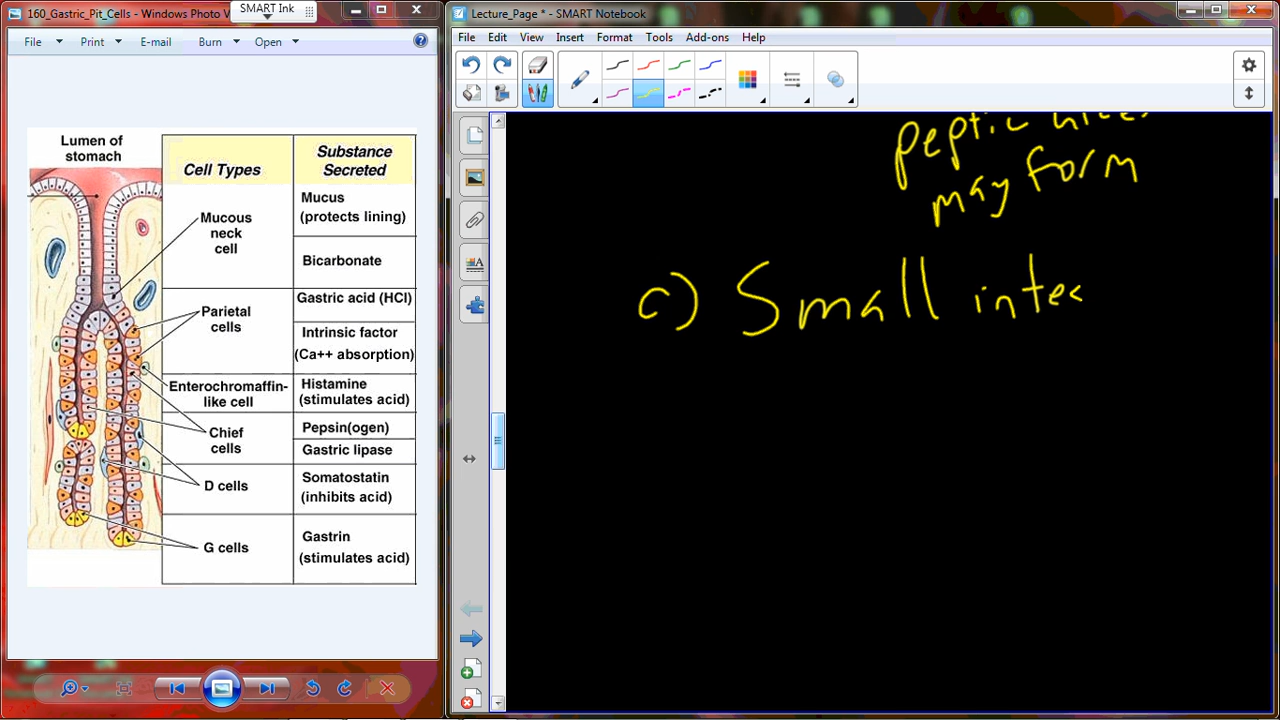 160_Gastric_Pit_Cells - Windows Photo V
SMART Ink
File Print E-mail Burn Open
Lumen of
stomach
Cell Types
Substance
Secreted
Mucous
neck
cell
Mucus
(protects lining)
Bicarbonate
Parietal
cells
Gastric acid (HCl)
Intrinsic factor
(Ca++ absorption)
Enterochromaffin-
like cell
Histamine
(stimulates acid)
Chief
cells
Pepsin(ogen)
Gastric lipase
D cells
Somatostatin
(inhibits acid)
G cells
Gastrin
(stimulates acid)
Lecture_Page * - SMART Notebook
File Edit View Insert Format Tools Add-ons Help
peptic
may form
c) Small intes